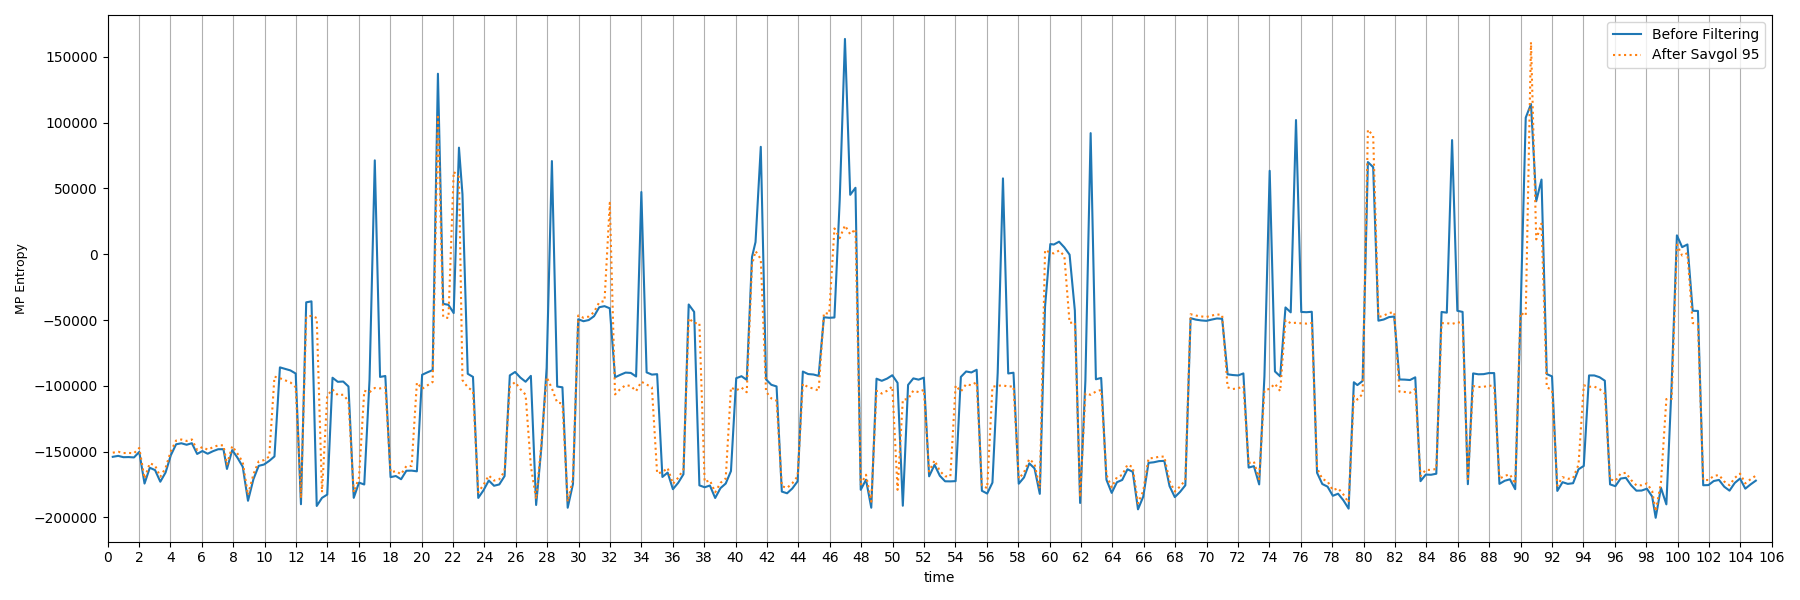 Before Filtering
After Savgol 95
150000
100000
50000
0
−50000
−100000
−150000
−200000
MP Entropy
0 2 4 6 8 10 12 14 16 18 20 22 24 26 28 30 32 34 36 38 40 42 44 46 48 50 52 54 56 58 60 62 64 66 68 70 72 74 76 78 80 82 84 86 88 90 92 94 96 98 100 102 104 106
time